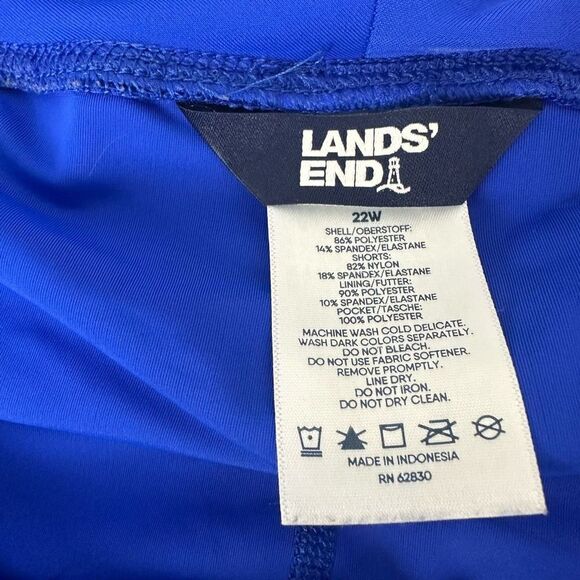 LANDS'
END
22W
SHELL/OBERSTOFF:
86% POLYESTER
14% SPANDEX/ELASTANE
SHORTS:
82% NYLON
18% SPANDEX/ELASTANE
LINING/FUTTER:
90% POLYESTER
10% SPANDEX/ELASTANE
POCKET/TASCHE:
100% POLYESTER
MACHINE WASH COLD DELICATE.
WASH DARK COLORS SEPARATELY.
DO NOT BLEACH.
DO NOT USE FABRIC SOFTENER.
REMOVE PROMPTLY.
LINE DRY.
DO NOT IRON.
DO NOT DRY CLEAN.
MADE IN INDONESIA
RN 62830